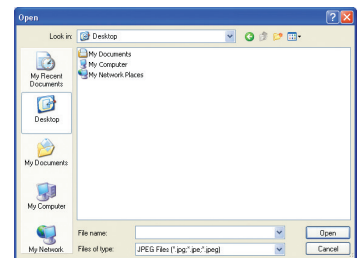 Open
Look in: Desktop
My Documents
My Computer
My Network Places
My Recent
Documents
Desktop
My Documents
My Computer
My Network
File name:
Open
Files of type: JPEG Files (*.jpg;*.jpe;*.jpeg)
Cancel